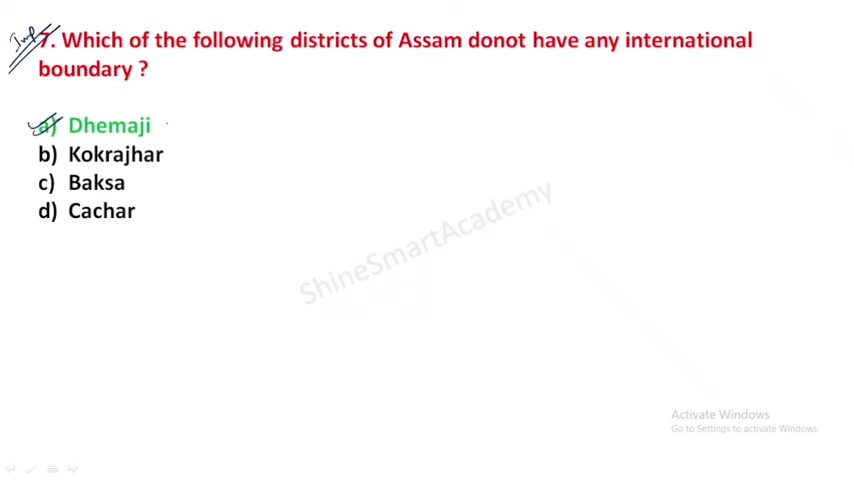 Imp
7. Which of the following districts of Assam donot have any international
boundary ?
a) Dhemaji
b) Kokrajhar
c) Baksa
d) Cachar
ShineSmartAcademy
Activate Windows
Go to Settings to activate Windows.